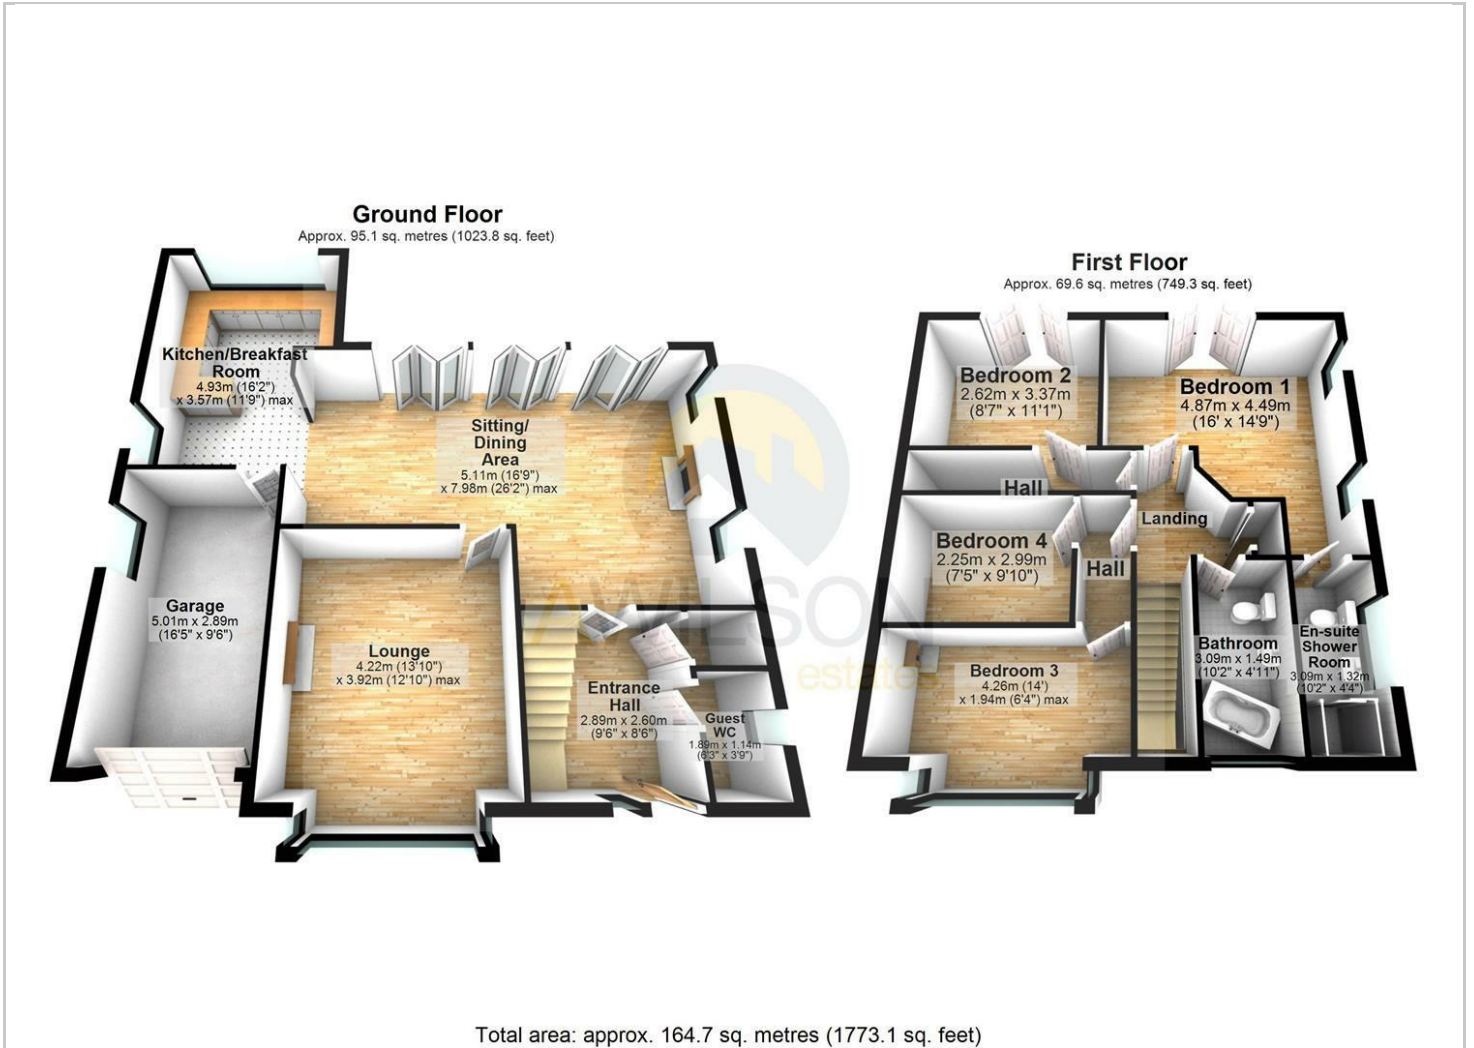 Ground Floor
Approx. 95.1 sq. metres (1023.8 sq. feet)
Kitchen/Breakfast
Room
4.93m (16'2")
x 3.57m (11'9") max
Sitting/
Dining
Area
5.11m (16'9")
x 7.98m (26'2") max
Garage
5.01m x 2.89m
(16'5" x 9'6")
Lounge
4.22m (13'10")
x 3.92m (12'10") max
Entrance
Hall
2.89m x 2.60m
(9'6" x 8'6")
Guest
WC
1.89m x 1.14m
(6'3" x 3'9")
First Floor
Approx. 69.6 sq. metres (749.3 sq. feet)
Bedroom 2
2.62m x 3.37m
(8'7" x 11'1")
Bedroom 1
4.87m x 4.49m
(16' x 14'9")
Hall
Landing
Bedroom 4
2.25m x 2.99m
(7'5" x 9'10")
Hall
Bathroom
3.09m x 1.49m
(10'2" x 4'11")
En-suite
Shower
Room
3.09m x 1.32m
(10'2" x 4'4")
Bedroom 3
4.26m (14')
x 1.94m (6'4") max
AWILSON
estates
Total area: approx. 164.7 sq. metres (1773.1 sq. feet)